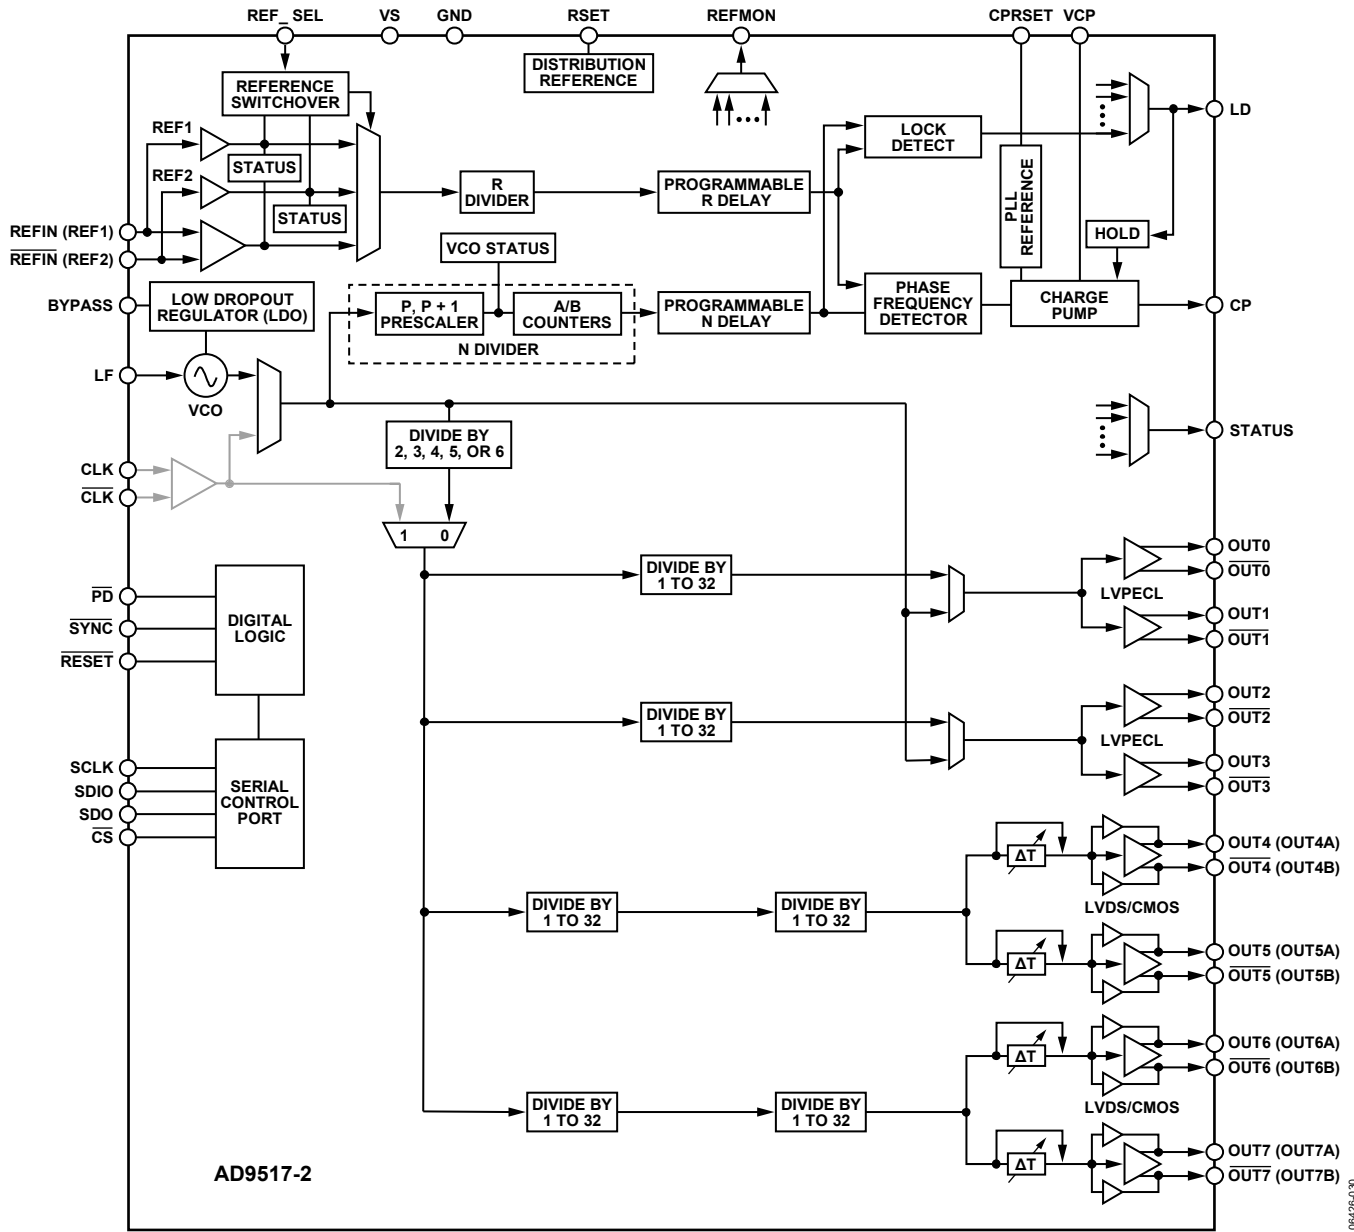 REF_ SEL
VS
GND
RSET
REFMON
CPRSET
VCP
DISTRIBUTION
REFERENCE
REFERENCE
SWITCHOVER
REF1
STATUS
REF2
STATUS
R
DIVIDER
PROGRAMMABLE
R DELAY
LOCK
DETECT
LD
PLL
REFERENCE
HOLD
REFIN (REF1)
REFIN (REF2)
VCO STATUS
BYPASS
LOW DROPOUT
REGULATOR (LDO)
P, P + 1
PRESCALER
A/B
COUNTERS
N DIVIDER
PROGRAMMABLE
N DELAY
PHASE
FREQUENCY
DETECTOR
CHARGE
PUMP
CP
LF
VCO
STATUS
DIVIDE BY
2, 3, 4, 5, OR 6
CLK
CLK
1 0
DIVIDE BY
1 TO 32
LVPECL
OUT0
OUT0
OUT1
OUT1
PD
SYNC
RESET
DIGITAL
LOGIC
DIVIDE BY
1 TO 32
LVPECL
OUT2
OUT2
OUT3
OUT3
SCLK
SDIO
SDO
CS
SERIAL
CONTROL
PORT
DIVIDE BY
1 TO 32
DIVIDE BY
1 TO 32
ΔT
OUT4 (OUT4A)
OUT4 (OUT4B)
LVDS/CMOS
ΔT
OUT5 (OUT5A)
OUT5 (OUT5B)
DIVIDE BY
1 TO 32
DIVIDE BY
1 TO 32
ΔT
OUT6 (OUT6A)
OUT6 (OUT6B)
LVDS/CMOS
ΔT
OUT7 (OUT7A)
OUT7 (OUT7B)
AD9517-2
06426-030